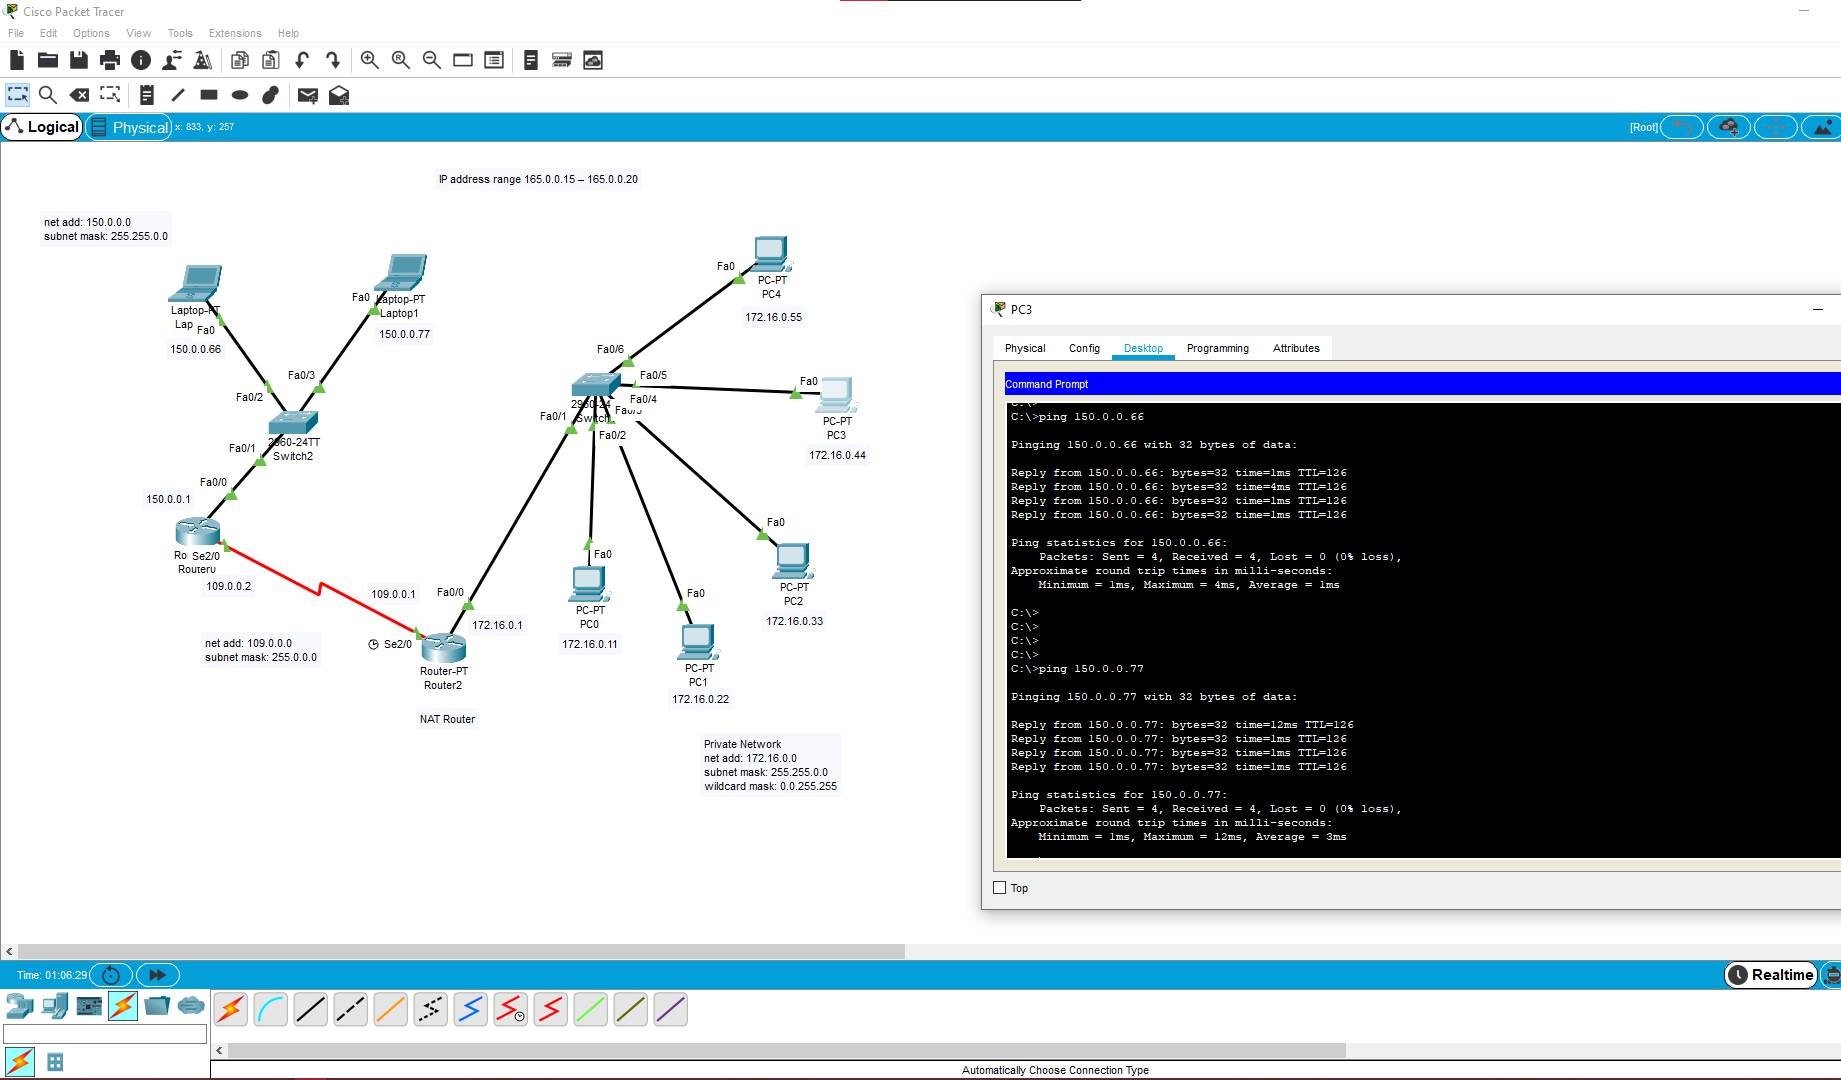 Cisco Packet Tracer
File Edit Options View Tools Extensions Help
Logical
Physical
x: 833, y: 257
[Root]
IP address range 165.0.0.15 – 165.0.0.20
net add: 150.0.0.0
subnet mask: 255.255.0.0
Laptop-PT
Lap
Fa0
150.0.0.66
Fa0
Laptop-PT
Laptop1
150.0.0.77
Fa0/2
Fa0/3
2960-24TT
Switch2
Fa0/1
Fa0/0
150.0.0.1
Ro
Se2/0
Router0
109.0.0.2
109.0.0.1
Fa0/0
172.16.0.1
net add: 109.0.0.0
subnet mask: 255.0.0.0
Se2/0
Router-PT
Router2
NAT Router
Fa0
PC-PT
PC4
172.16.0.55
Fa0/6
Fa0/5
Fa0/4
Fa0/3
2960-24
Switch
Fa0/1
Fa0/2
Fa0
PC-PT
PC3
172.16.0.44
Fa0
PC-PT
PC2
172.16.0.33
Fa0
PC-PT
PC0
172.16.0.11
Fa0
PC-PT
PC1
172.16.0.22
Private Network
net add: 172.16.0.0
subnet mask: 255.255.0.0
wildcard mask: 0.0.255.255
PC3
Physical Config Desktop Programming Attributes
Command Prompt
C:\>
C:\>ping 150.0.0.66
Pinging 150.0.0.66 with 32 bytes of data:
Reply from 150.0.0.66: bytes=32 time=1ms TTL=126
Reply from 150.0.0.66: bytes=32 time=4ms TTL=126
Reply from 150.0.0.66: bytes=32 time=1ms TTL=126
Reply from 150.0.0.66: bytes=32 time=1ms TTL=126
Ping statistics for 150.0.0.66:
Packets: Sent = 4, Received = 4, Lost = 0 (0% loss),
Approximate round trip times in milli-seconds:
Minimum = 1ms, Maximum = 4ms, Average = 1ms
C:\>
C:\>
C:\>
C:\>
C:\>ping 150.0.0.77
Pinging 150.0.0.77 with 32 bytes of data:
Reply from 150.0.0.77: bytes=32 time=12ms TTL=126
Reply from 150.0.0.77: bytes=32 time=1ms TTL=126
Reply from 150.0.0.77: bytes=32 time=1ms TTL=126
Reply from 150.0.0.77: bytes=32 time=1ms TTL=126
Ping statistics for 150.0.0.77:
Packets: Sent = 4, Received = 4, Lost = 0 (0% loss),
Approximate round trip times in milli-seconds:
Minimum = 1ms, Maximum = 12ms, Average = 3ms
Top
Time: 01:06:29
Realtime
Automatically Choose Connection Type